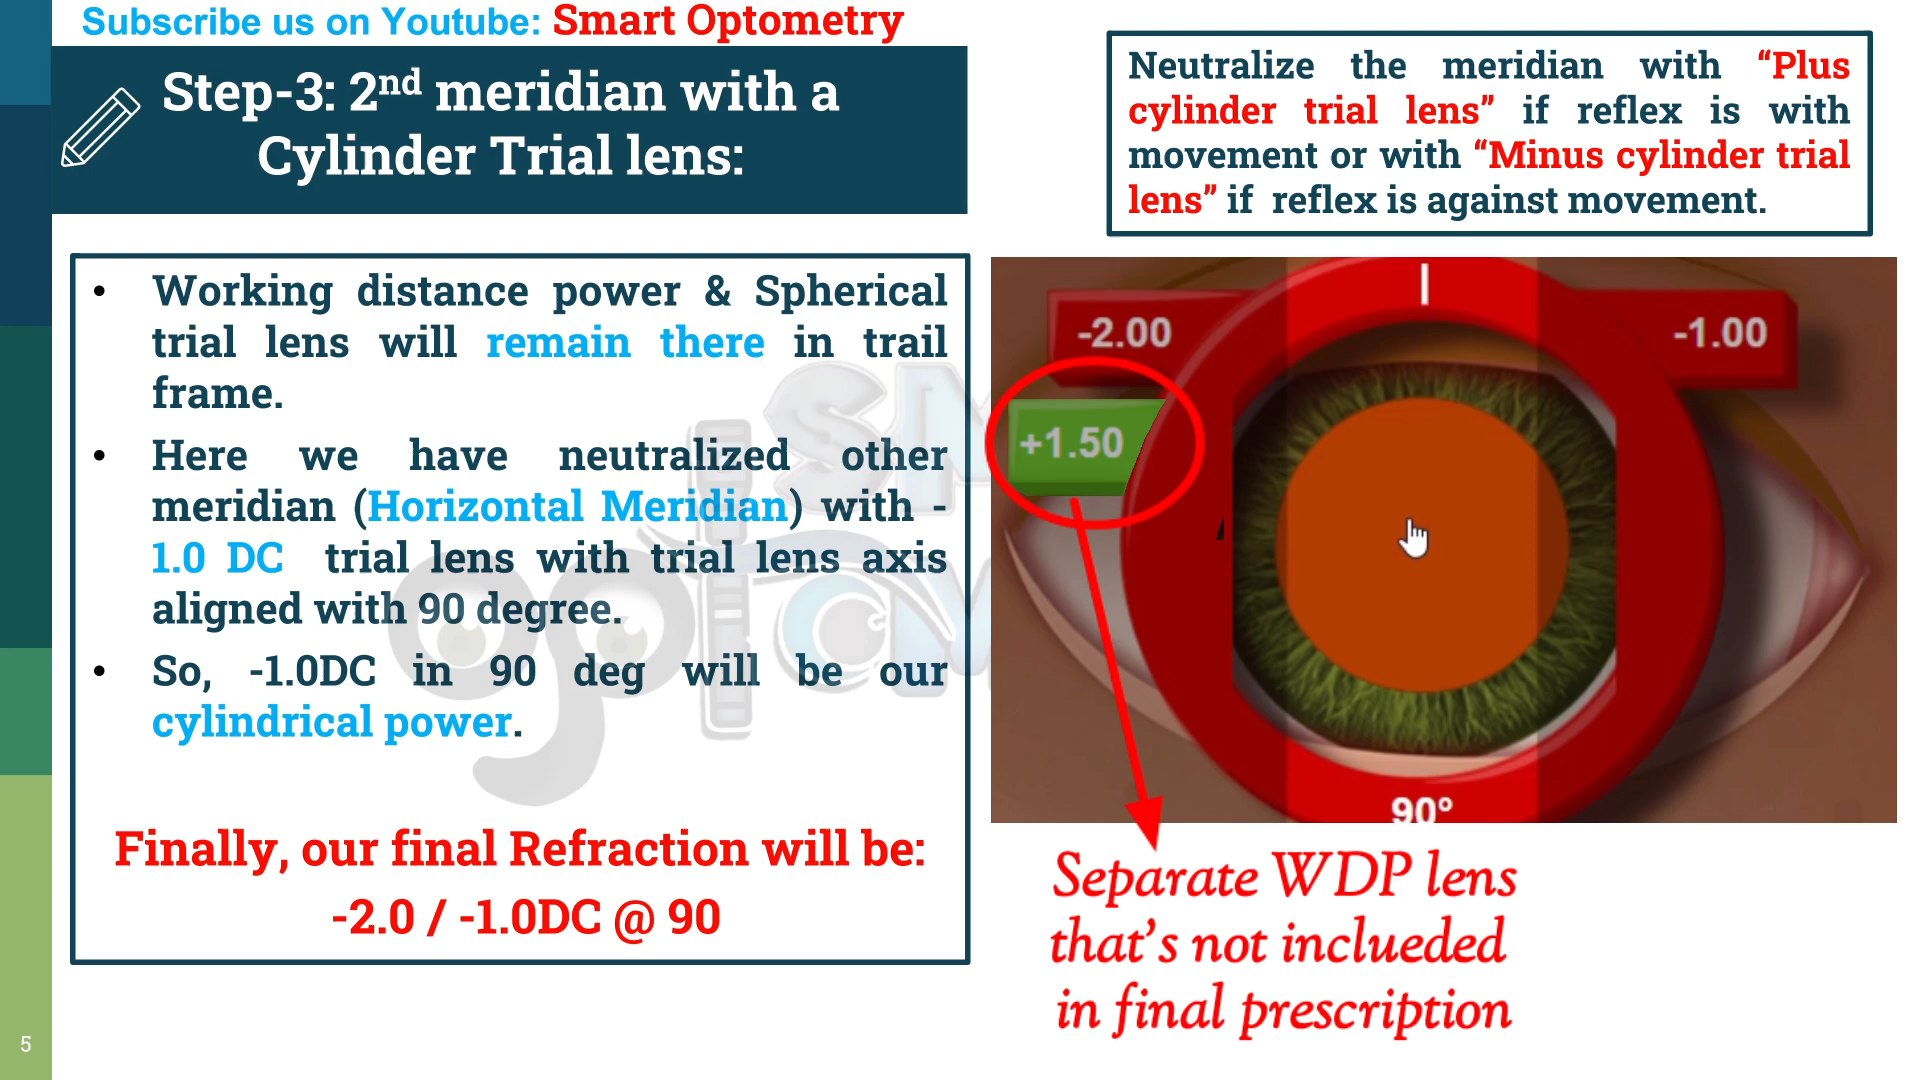 Subscribe us on Youtube: Smart Optometry
Step-3: 2nd meridian with a
Cylinder Trial lens:
Neutralize the meridian with “Plus
cylinder trial lens” if reflex is with
movement or with “Minus cylinder trial
lens” if reflex is against movement.
• Working distance power & Spherical
trial lens will remain there in trail
frame.
• Here we have neutralized other
meridian (Horizontal Meridian) with -
1.0 DC trial lens with trial lens axis
aligned with 90 degree.
• So, -1.0DC in 90 deg will be our
cylindrical power.
Finally, our final Refraction will be:
-2.0 / -1.0DC @ 90
-2.00
-1.00
+1.50
90°
Separate WDP lens
that's not inclueded
in final prescription
5